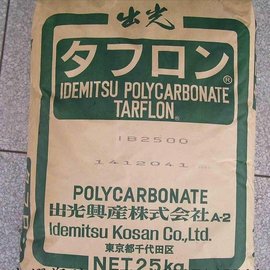 出光
タフロン®
IDEMITSU POLYCARBONATE
TARFLON®
IB2500
1412041
POLYCARBONATE
出光興産株式会社 A-2
Idemitsu Kosan Co.,Ltd.
東京都千代田区
NET 25kg